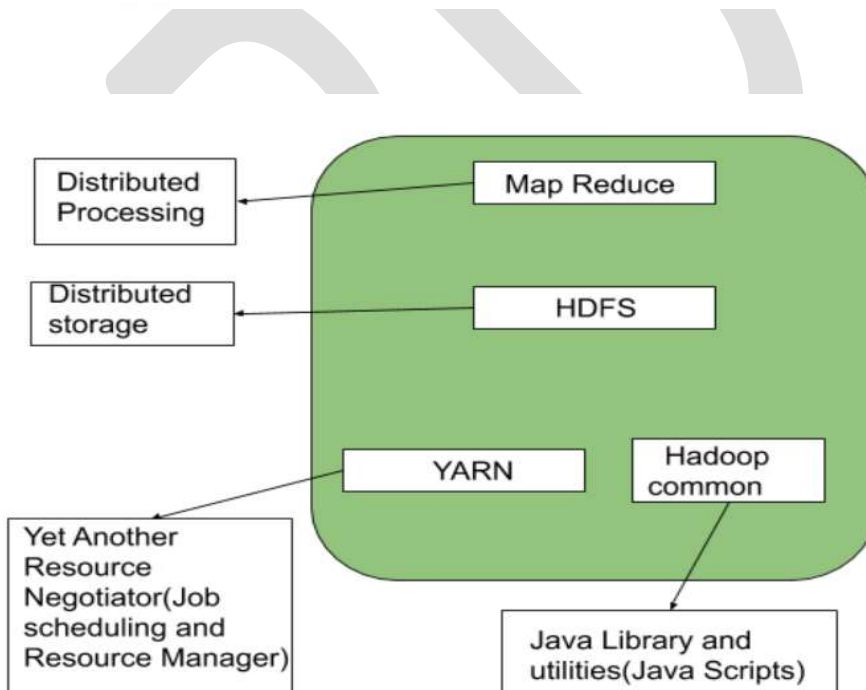 Distributed
Processing
Map Reduce
Distributed
storage
HDFS
YARN
Hadoop
common
Yet Another
Resource
Negotiator(Job
scheduling and
Resource Manager)
Java Library and
utilities(Java Scripts)